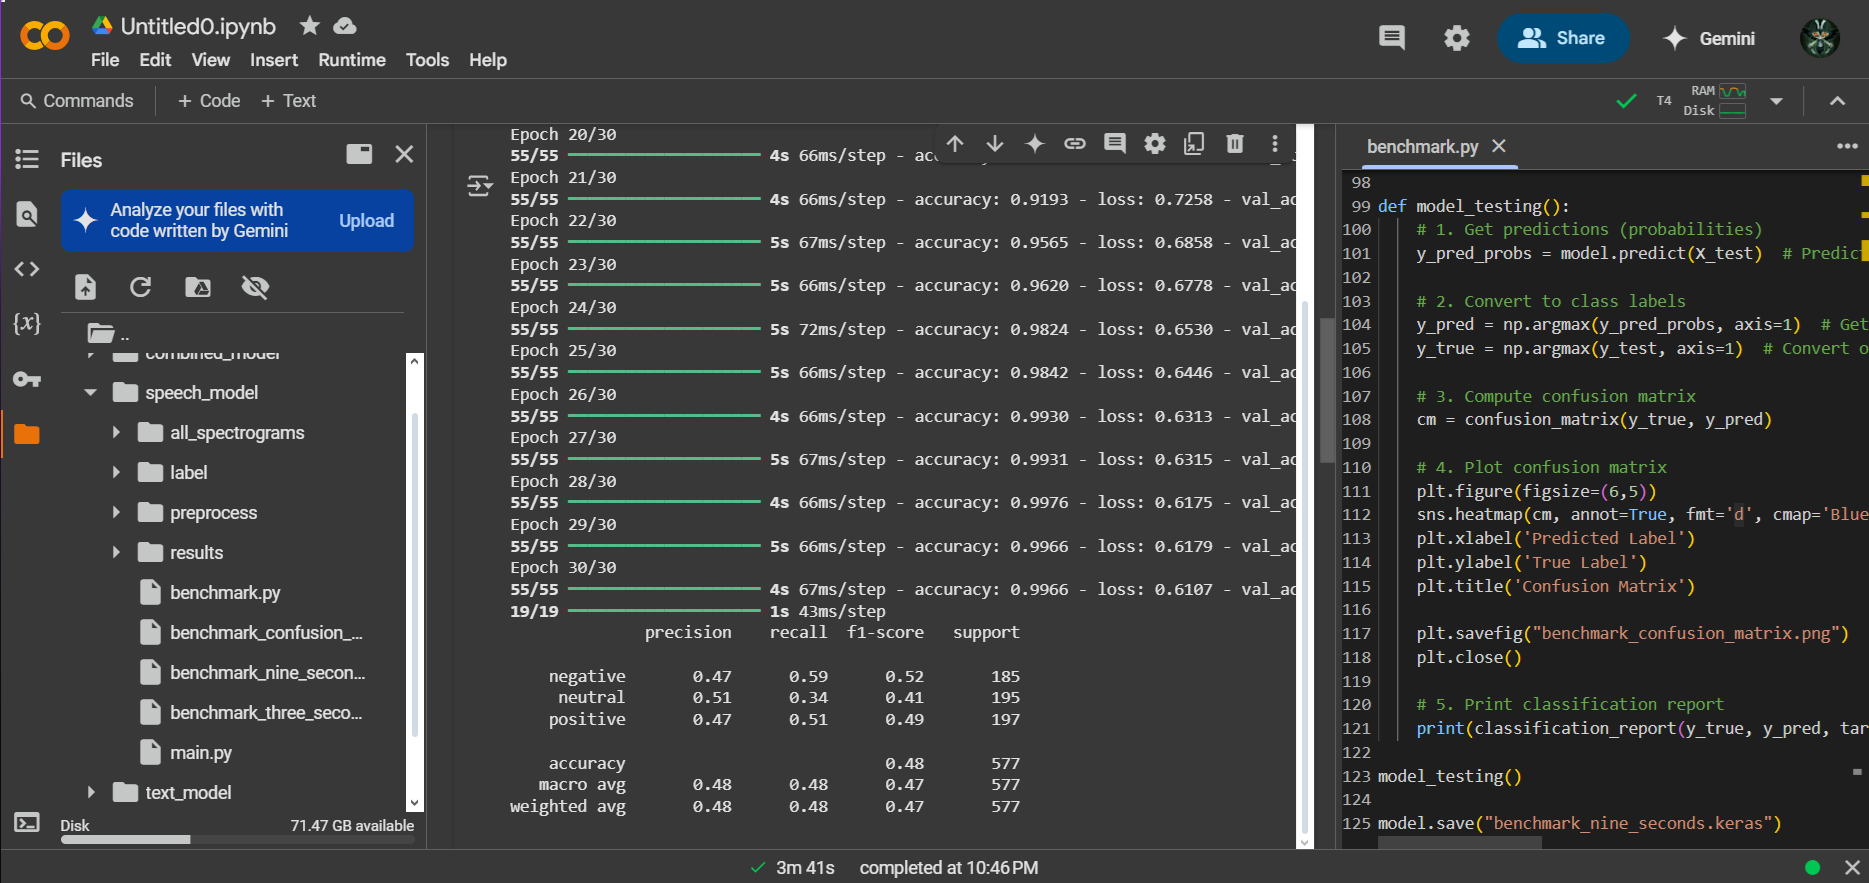 Untitled0.ipynb
File Edit View Insert Runtime Tools Help
Share
Gemini
Commands + Code + Text
T4 RAM
Disk
Files
Analyze your files with
code written by Gemini
Upload
..
combined_model
speech_model
all_spectrograms
label
preprocess
results
benchmark.py
benchmark_confusion_...
benchmark_nine_secon...
benchmark_three_seco...
main.py
text_model
Disk 71.47 GB available
{x}
Epoch 20/30
55/55 4s 66ms/step - acc
Epoch 21/30
55/55 4s 66ms/step - accuracy: 0.9193 - loss: 0.7258 - val_ac
Epoch 22/30
55/55 5s 67ms/step - accuracy: 0.9565 - loss: 0.6858 - val_ac
Epoch 23/30
55/55 5s 66ms/step - accuracy: 0.9620 - loss: 0.6778 - val_ac
Epoch 24/30
55/55 5s 72ms/step - accuracy: 0.9824 - loss: 0.6530 - val_ac
Epoch 25/30
55/55 5s 66ms/step - accuracy: 0.9842 - loss: 0.6446 - val_ac
Epoch 26/30
55/55 4s 66ms/step - accuracy: 0.9930 - loss: 0.6313 - val_ac
Epoch 27/30
55/55 5s 67ms/step - accuracy: 0.9931 - loss: 0.6315 - val_ac
Epoch 28/30
55/55 4s 66ms/step - accuracy: 0.9976 - loss: 0.6175 - val_ac
Epoch 29/30
55/55 5s 66ms/step - accuracy: 0.9966 - loss: 0.6179 - val_ac
Epoch 30/30
55/55 4s 67ms/step - accuracy: 0.9966 - loss: 0.6107 - val_ac
19/19 1s 43ms/step
precision recall f1-score support
negative 0.47 0.59 0.52 185
neutral 0.51 0.34 0.41 195
positive 0.47 0.51 0.49 197
accuracy 0.48 577
macro avg 0.48 0.48 0.47 577
weighted avg 0.48 0.48 0.47 577
benchmark.py
98
99 def model_testing():
100 # 1. Get predictions (probabilities)
101 y_pred_probs = model.predict(X_test) # Predic
102
103 # 2. Convert to class labels
104 y_pred = np.argmax(y_pred_probs, axis=1) # Get
105 y_true = np.argmax(y_test, axis=1) # Convert o
106
107 # 3. Compute confusion matrix
108 cm = confusion_matrix(y_true, y_pred)
109
110 # 4. Plot confusion matrix
111 plt.figure(figsize=(6,5))
112 sns.heatmap(cm, annot=True, fmt='d', cmap='Blue
113 plt.xlabel('Predicted Label')
114 plt.ylabel('True Label')
115 plt.title('Confusion Matrix')
116
117 plt.savefig("benchmark_confusion_matrix.png")
118 plt.close()
119
120 # 5. Print classification report
121 print(classification_report(y_true, y_pred, tar
122
123 model_testing()
124
125 model.save("benchmark_nine_seconds.keras")
3m 41s completed at 10:46 PM